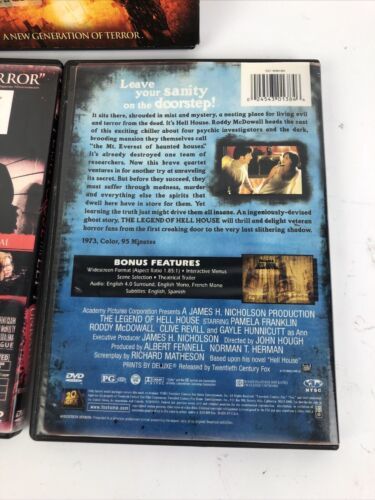 A NEW GENERATION OF TERROR.
RROR"
Leave
your sanity
on the doorstep!
It sits there, shrouded in mist and mystery, a nesting place for living evil
and terror from the dead. It's Hell House. Roddy McDowall heads the cast
of this exciting chiller about four psychic investigators and the dark,
brooding mansion they themselves call
"the Mt. Everest of haunted houses."
It's already destroyed one team of
researchers. Now this brave quartet
ventures in for another try at unraveling
its secret. But before they succeed, they
must suffer through madness, murder
and everything else the spirits that
dwell here have in store for them. Yet
learning the truth just might drive them all insane. An ingeniously-devised
ghost story, THE LEGEND OF HELL HOUSE will thrill and delight veteran
horror fans from the first creaking door to the very last slithering shadow.
1973, Color, 95 Minutes
BONUS FEATURES
Widescreen Format (Aspect Ratio 1.85:1) • Interactive Menus
Scene Selection • Theatrical Trailer
Audio: English 4.0 Surround, English Mono, French Mono
Subtitles: English, Spanish
Academy Pictures Corporation Presents A JAMES H. NICHOLSON PRODUCTION
THE LEGEND OF HELL HOUSE STARRING PAMELA FRANKLIN
RODDY McDOWALL CLIVE REVILL and GAYLE HUNNICUTT as Ann
Executive Producer JAMES H. NICHOLSON Directed by JOHN HOUGH
Produced by ALBERT FENNELL NORMAN T. HERMAN
Screenplay by RICHARD MATHESON Based upon his novel "Hell House"
PRINTS BY DELUXE® Released by Twentieth Century Fox
DVD PG NTSC